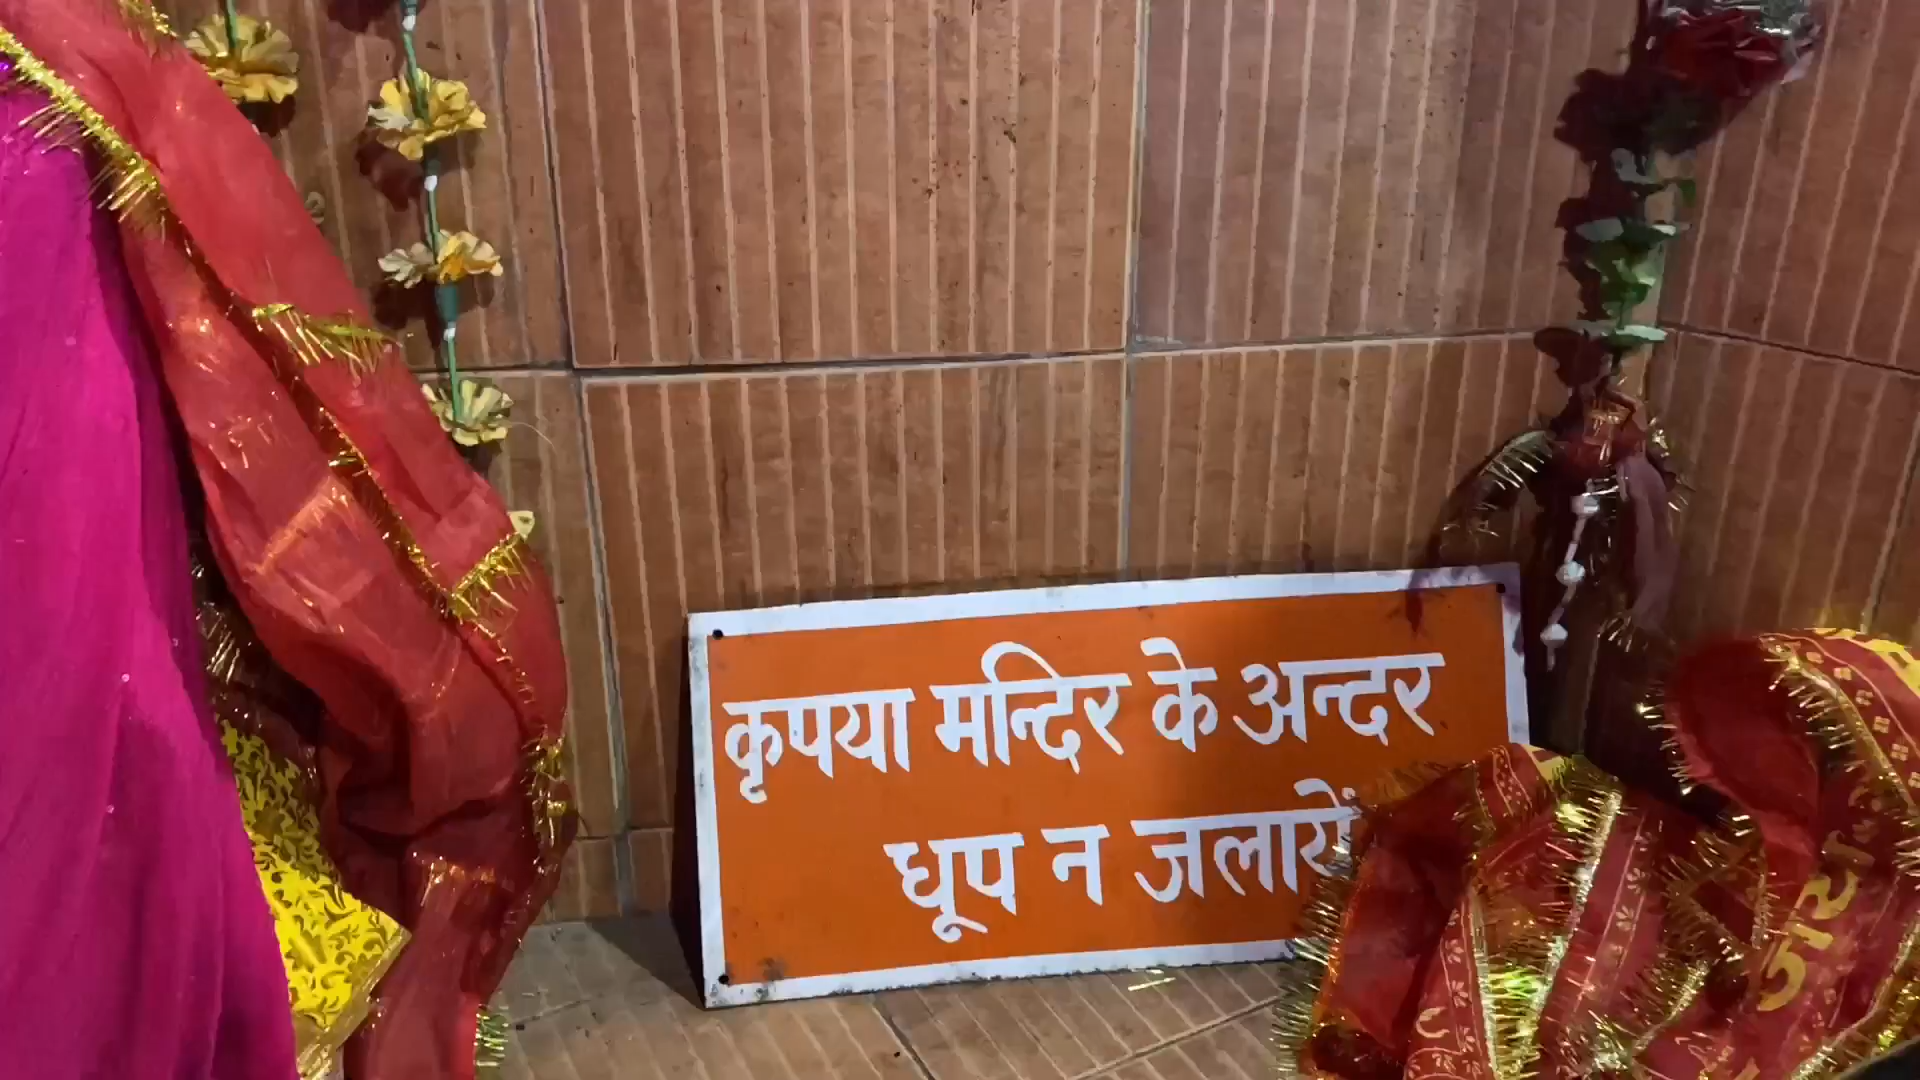 कृपया मन्दिर के अन्दर
धूप न जलायें